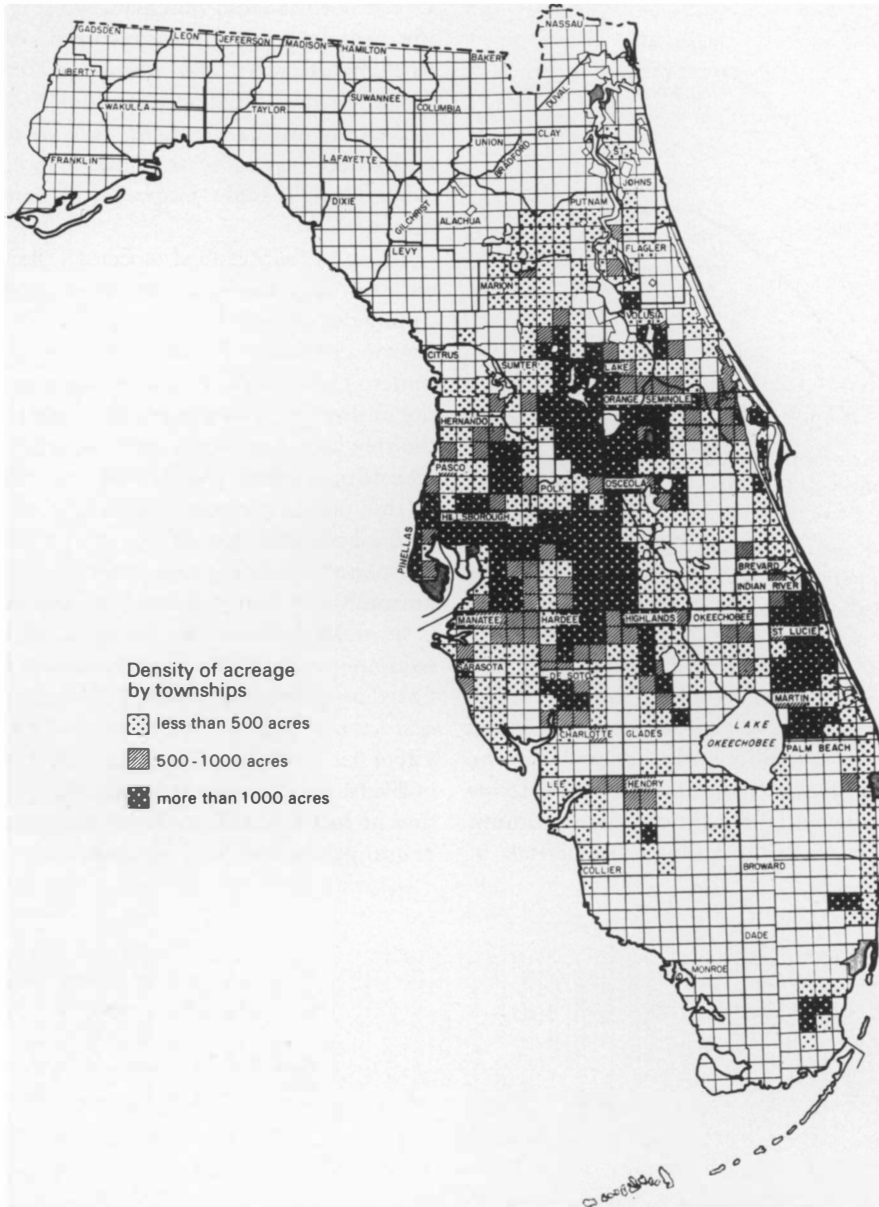 NASSAU
GADSDEN
LEON
JEFFERSON
MADISON
HAMILTON
BAKER
LIBERTY
DUVAL
WAKULLA
TAYLOR
SUWANNEE
COLUMBIA
UNION
BRADFORD
CLAY
ST.
JOHNS
FRANKLIN
LAFAYETTE
DIXIE
GILCHRIST
ALACHUA
PUTNAM
FLAGLER
LEVY
MARION
VOLUSIA
CITRUS
SUMTER
LAKE
ORANGE
SEMINOLE
HERNANDO
PASCO
POLK
OSCEOLA
HILLSBOROUGH
PINELLAS
BREVARD
INDIAN RIVER
MANATEE
HARDEE
HIGHLANDS
OKEECHOBEE
ST. LUCIE
SARASOTA
DE SOTO
MARTIN
Density of acreage
by townships
less than 500 acres
500-1000 acres
more than 1000 acres
CHARLOTTE
GLADES
LAKE
OKEECHOBEE
PALM BEACH
LEE
HENDRY
COLLIER
BROWARD
DADE
MONROE